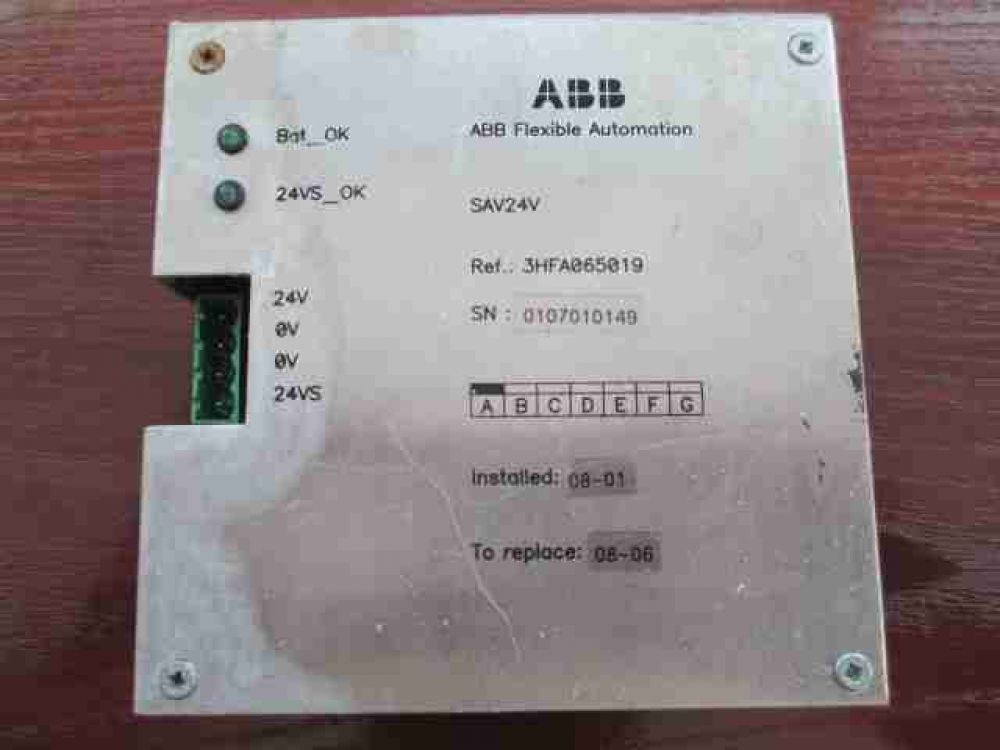 ABB
ABB Flexible Automation
Bat_OK
24VS_OK
SAV24V
Ref.: 3HFA065019
SN : 0107010149
24V
0V
0V
24VS
A B C D E F G
Installed: 08-01
To replace: 08-06